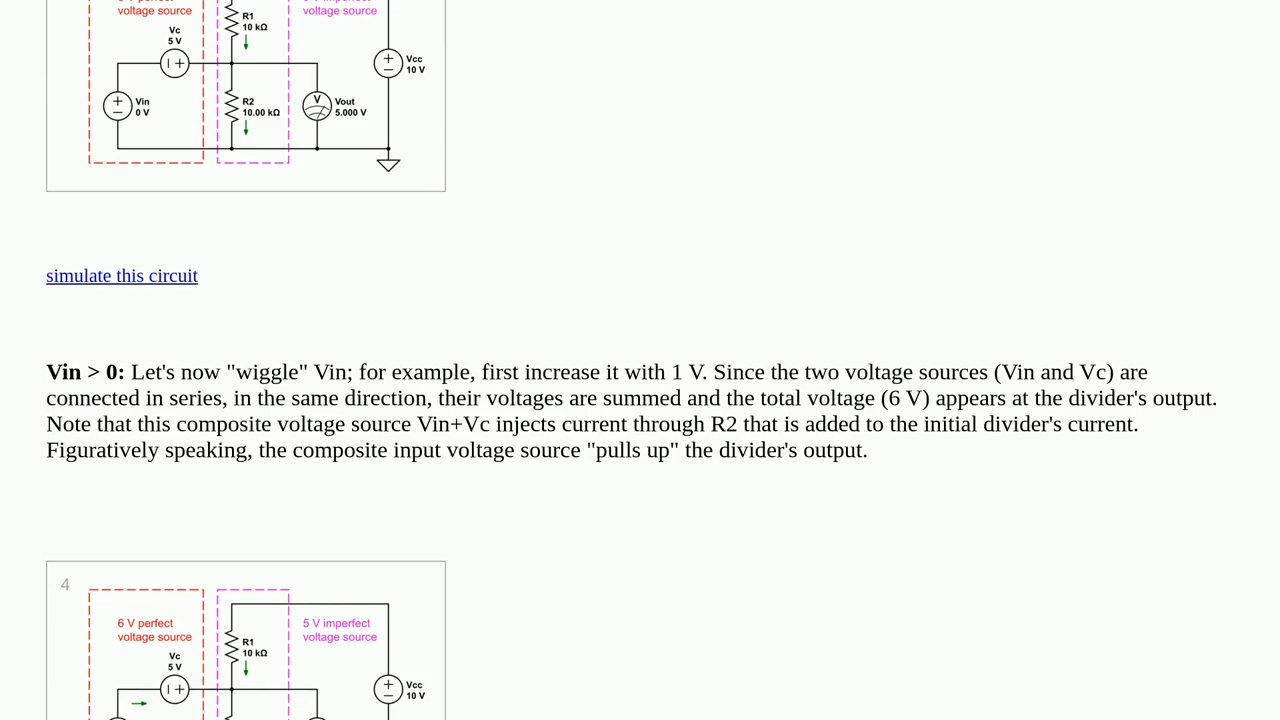 5 V imperfect
voltage source
voltage source
R1
10 kΩ
Vc
5 V
Vcc
10 V
Vin
0 V
R2
10.00 kΩ
V
Vout
5.000 V
simulate this circuit
Vin > 0: Let's now "wiggle" Vin; for example, first increase it with 1 V. Since the two voltage sources (Vin and Vc) are
connected in series, in the same direction, their voltages are summed and the total voltage (6 V) appears at the divider's output.
Note that this composite voltage source Vin+Vc injects current through R2 that is added to the initial divider's current.
Figuratively speaking, the composite input voltage source "pulls up" the divider's output.
4
6 V perfect
voltage source
5 V imperfect
voltage source
R1
10 kΩ
Vc
5 V
Vcc
10 V